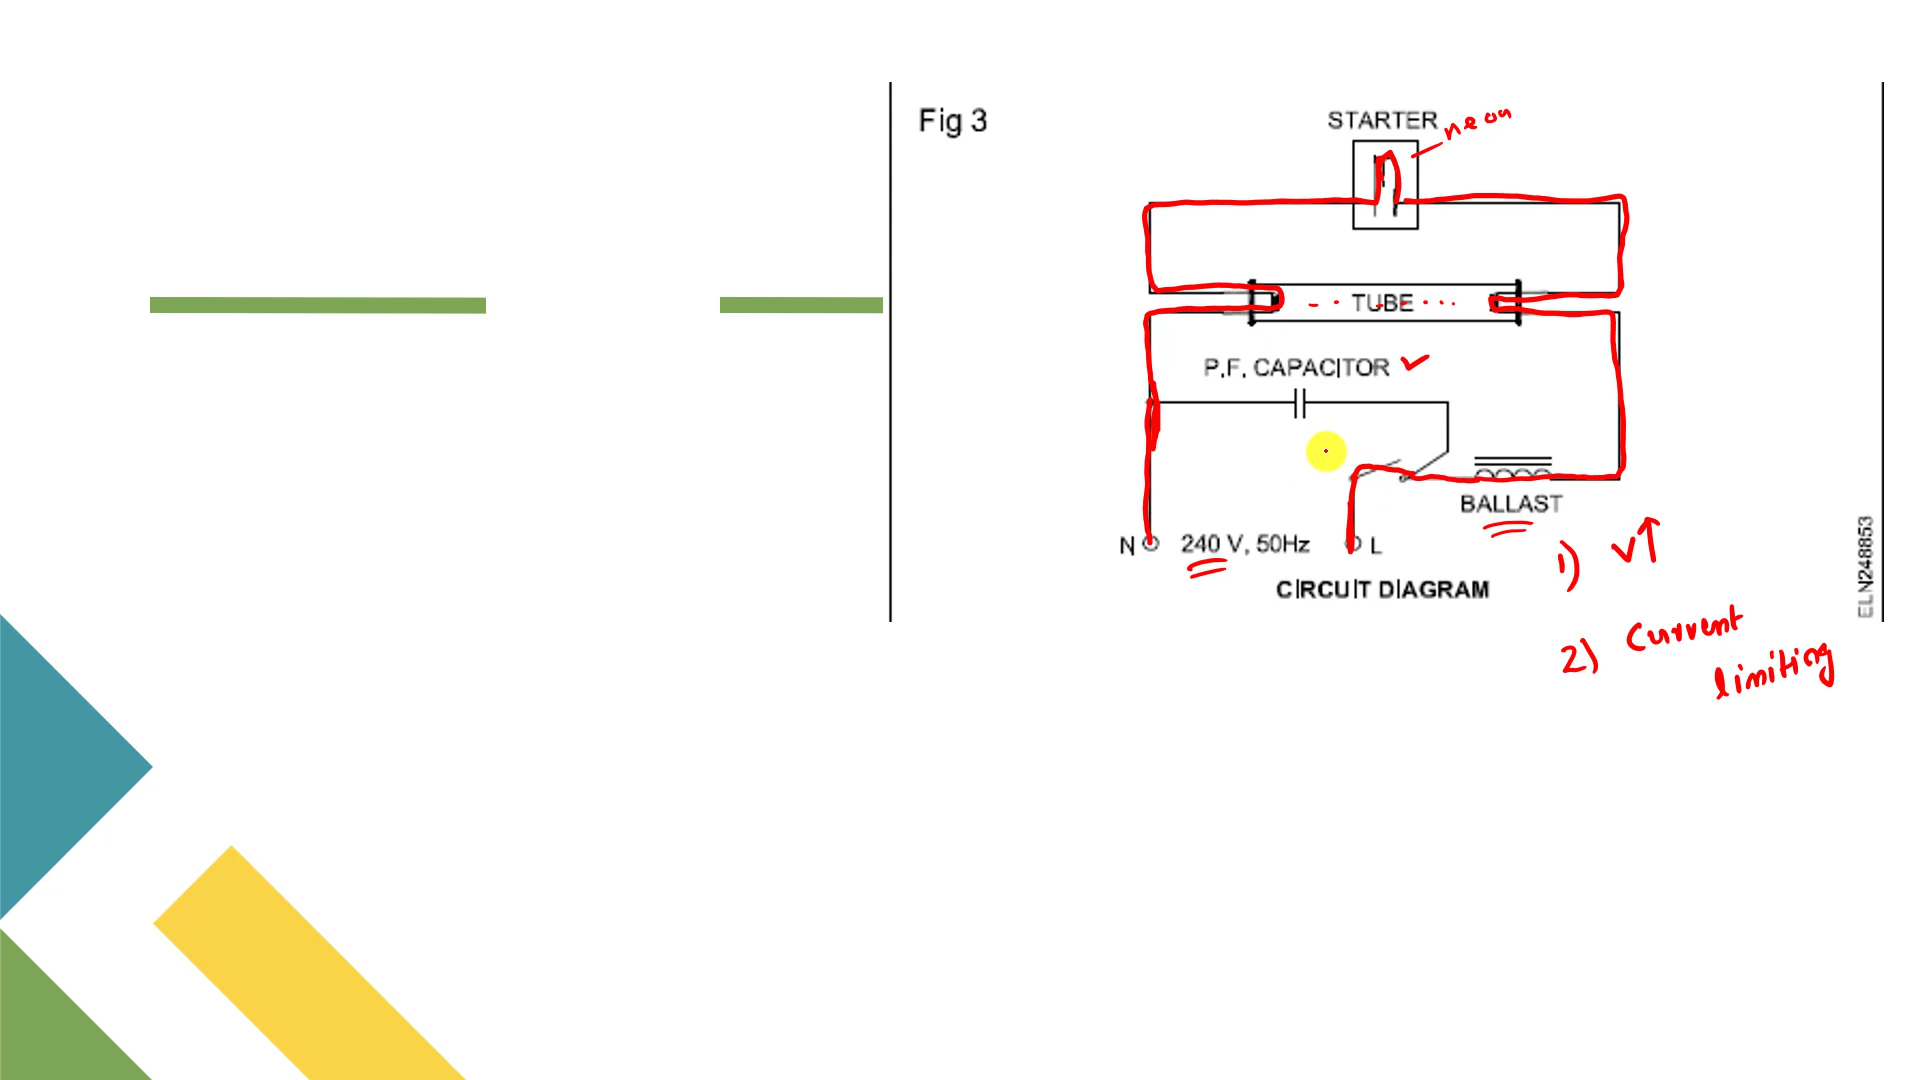 Fig 3
STARTER
neon
TUBE
P.F. CAPACITOR
BALLAST
N 240 V, 50Hz L
CIRCUIT DIAGRAM
1) V↑
2) Current
limiting
ELN248853